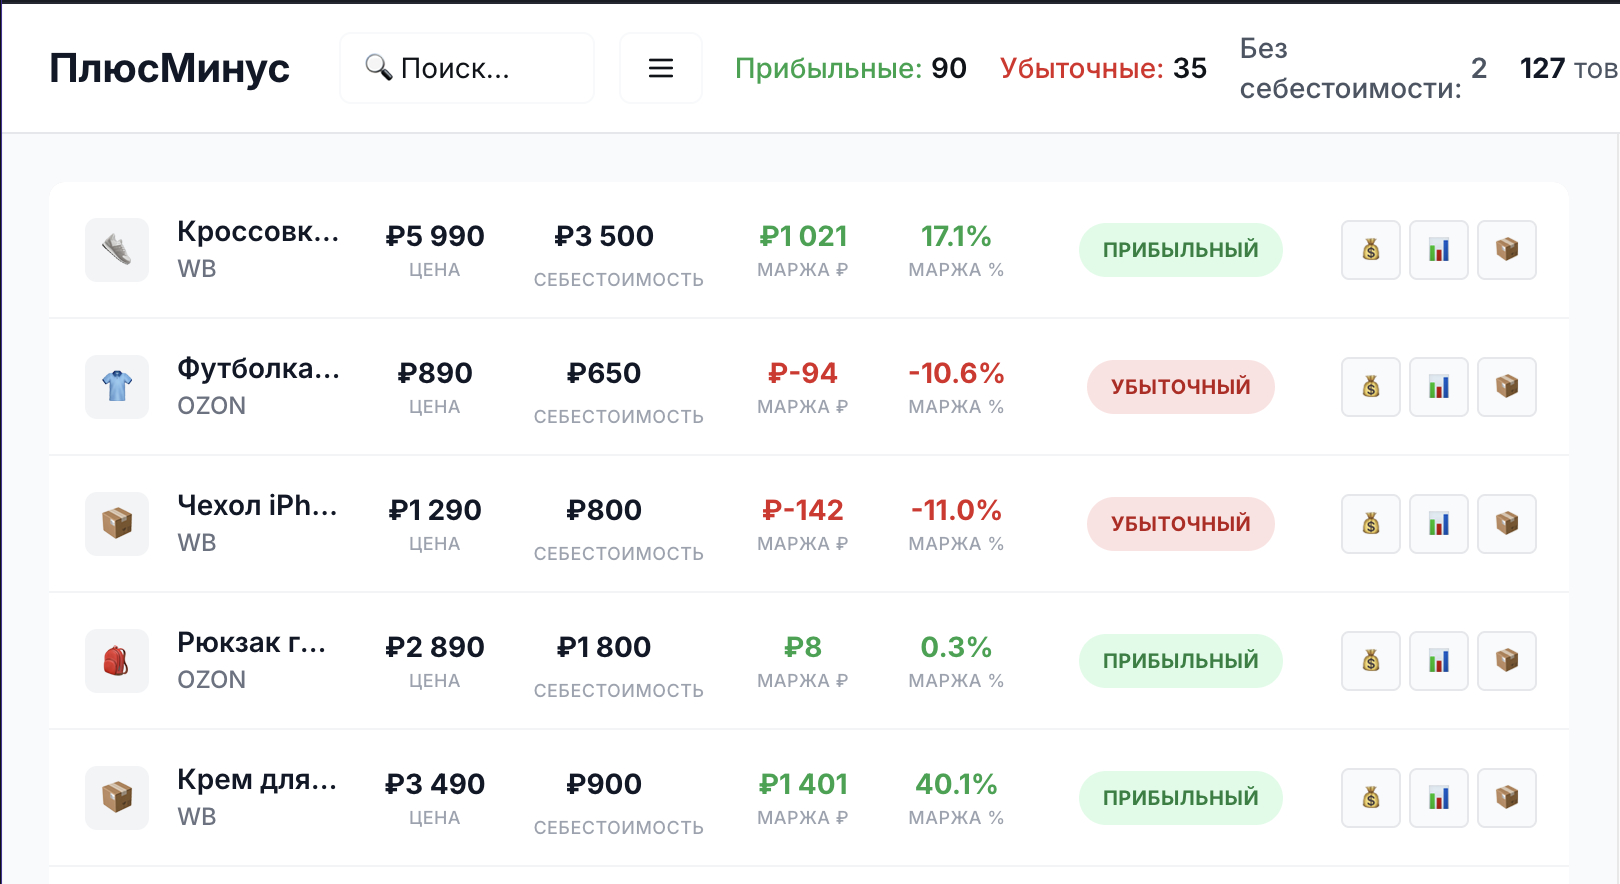 ПлюсМинус
Поиск...
Прибыльные: 90
Убыточные: 35
Без
себестоимости: 2
127 тов
Кроссовк...
WB
₽5 990
ЦЕНА
₽3 500
СЕБЕСТОИМОСТЬ
₽1 021
МАРЖА ₽
17.1%
МАРЖА %
ПРИБЫЛЬНЫЙ
Футболка...
OZON
₽890
ЦЕНА
₽650
СЕБЕСТОИМОСТЬ
₽-94
МАРЖА ₽
-10.6%
МАРЖА %
УБЫТОЧНЫЙ
Чехол iPh...
WB
₽1 290
ЦЕНА
₽800
СЕБЕСТОИМОСТЬ
₽-142
МАРЖА ₽
-11.0%
МАРЖА %
УБЫТОЧНЫЙ
Рюкзак г...
OZON
₽2 890
ЦЕНА
₽1 800
СЕБЕСТОИМОСТЬ
₽8
МАРЖА ₽
0.3%
МАРЖА %
ПРИБЫЛЬНЫЙ
Крем для...
WB
₽3 490
ЦЕНА
₽900
СЕБЕСТОИМОСТЬ
₽1 401
МАРЖА ₽
40.1%
МАРЖА %
ПРИБЫЛЬНЫЙ